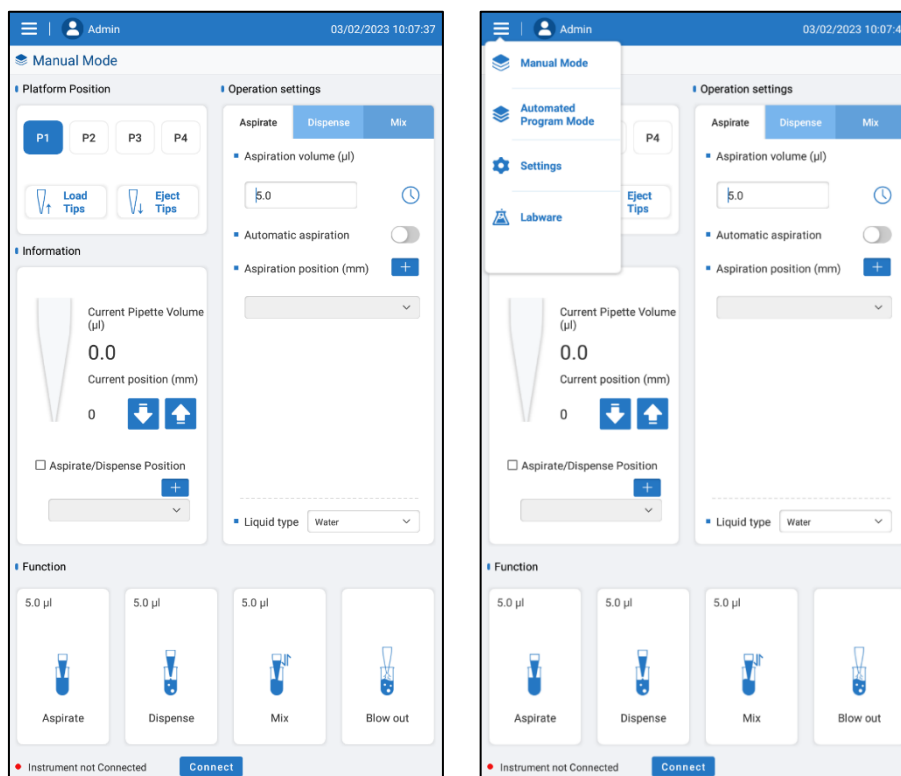 Admin
03/02/2023 10:07:37
Manual Mode
Platform Position
P1
P2
P3
P4
Load
Tips
Eject
Tips
Information
Current Pipette Volume
(µl)
0.0
Current position (mm)
0
Aspirate/Dispense Position
Operation settings
Aspirate
Dispense
Mix
Aspiration volume (µl)
5.0
Automatic aspiration
Aspiration position (mm)
Liquid type
Water
Function
5.0 µl
Aspirate
5.0 µl
Dispense
5.0 µl
Mix
Blow out
Instrument not Connected
Connect
Admin
03/02/2023 10:07:4
Manual Mode
Automated
Program Mode
Settings
Labware
P4
Eject
Tips
Current Pipette Volume
(µl)
0.0
Current position (mm)
0
Aspirate/Dispense Position
Operation settings
Aspirate
Dispense
Mix
Aspiration volume (µl)
5.0
Automatic aspiration
Aspiration position (mm)
Liquid type
Water
Function
5.0 µl
Aspirate
5.0 µl
Dispense
5.0 µl
Mix
Blow out
Instrument not Connected
Connect